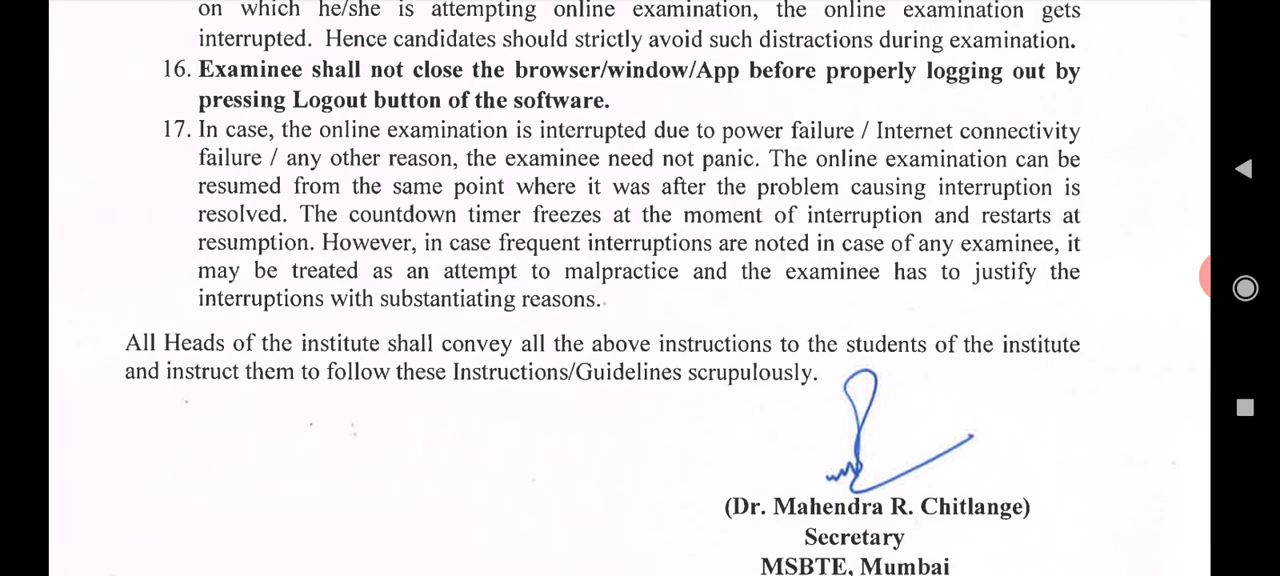 on which he/she is attempting online examination, the online examination gets
interrupted. Hence candidates should strictly avoid such distractions during examination.
16. Examinee shall not close the browser/window/App before properly logging out by
pressing Logout button of the software.
17. In case, the online examination is interrupted due to power failure / Internet connectivity
failure / any other reason, the examinee need not panic. The online examination can be
resumed from the same point where it was after the problem causing interruption is
resolved. The countdown timer freezes at the moment of interruption and restarts at
resumption. However, in case frequent interruptions are noted in case of any examinee, it
may be treated as an attempt to malpractice and the examinee has to justify the
interruptions with substantiating reasons.
All Heads of the institute shall convey all the above instructions to the students of the institute
and instruct them to follow these Instructions/Guidelines scrupulously.
(Dr. Mahendra R. Chitlange)
Secretary
MSBTE, Mumbai